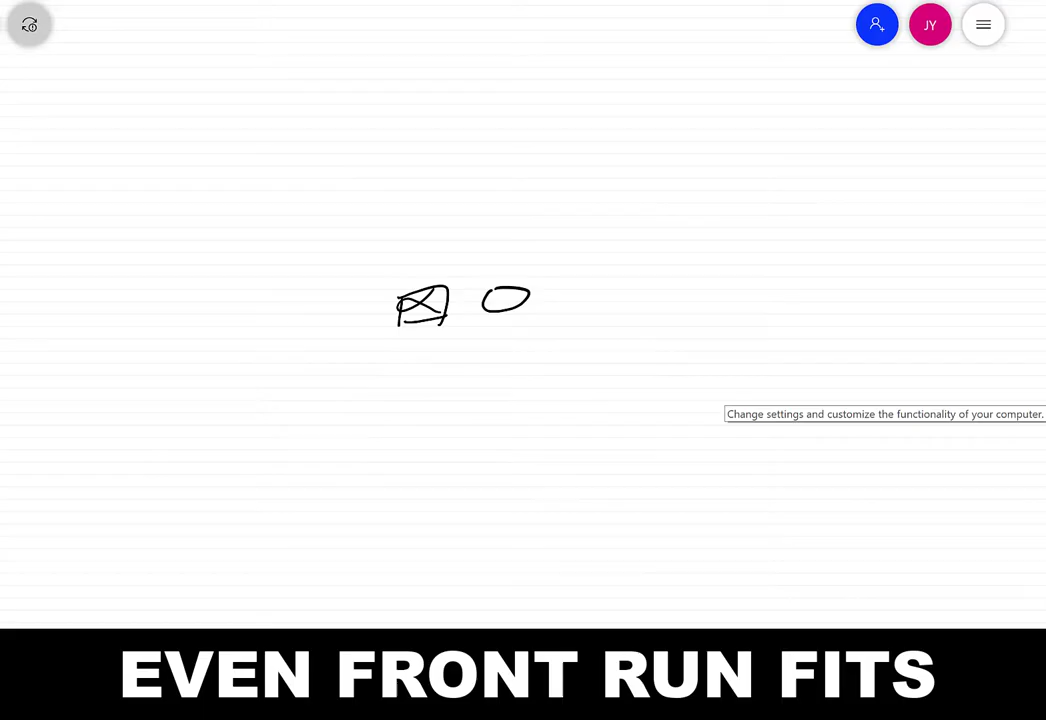 JY
Change settings and customize the functionality of your computer.
EVEN FRONT RUN FITS